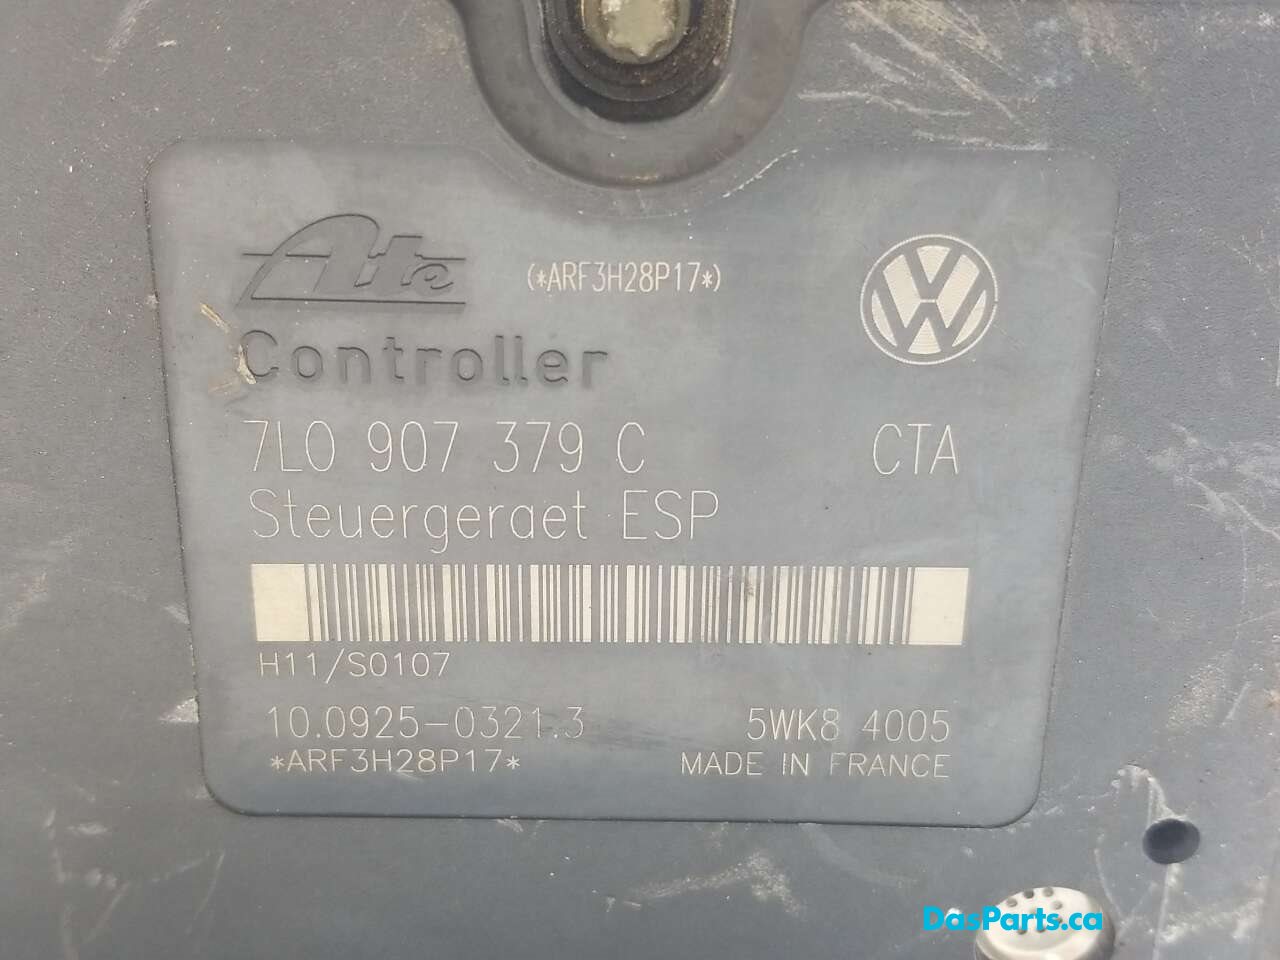 Ate (*ARF3H28P17*)
Controller
7L0 907 379 C CTA
Steuergeraet ESP
H11/S0107
10.0925-0321.3 5WK8 4005
*ARF3H28P17* MADE IN FRANCE
DasParts.ca